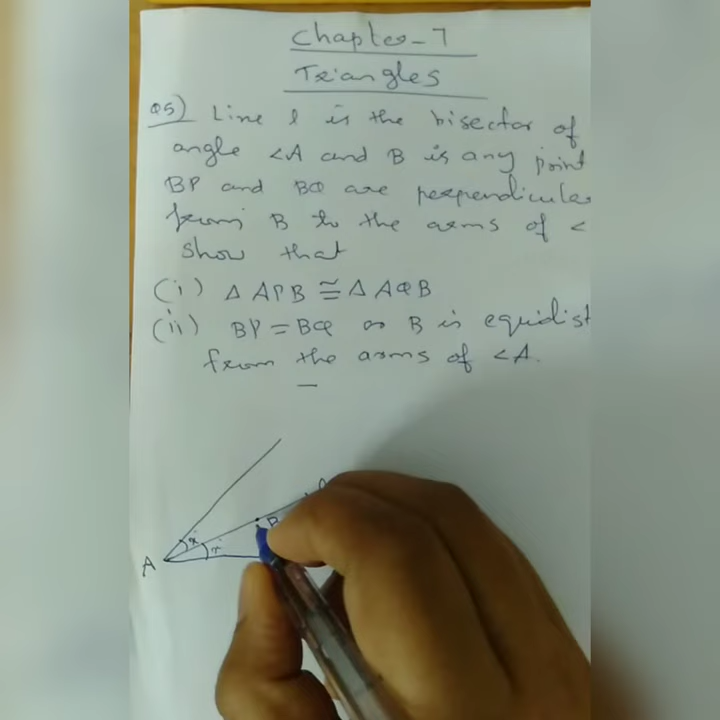 Chapter-7
Triangles
Q5) Line l is the bisector of
angle ∠A and B is any point
BP and BQ are perpendicular
from B to the arms of ∠
Show that
(i) Δ APB ≅ Δ AQB
(ii) BP = BQ or B is equidist
from the arms of ∠A.
x
B
x
A